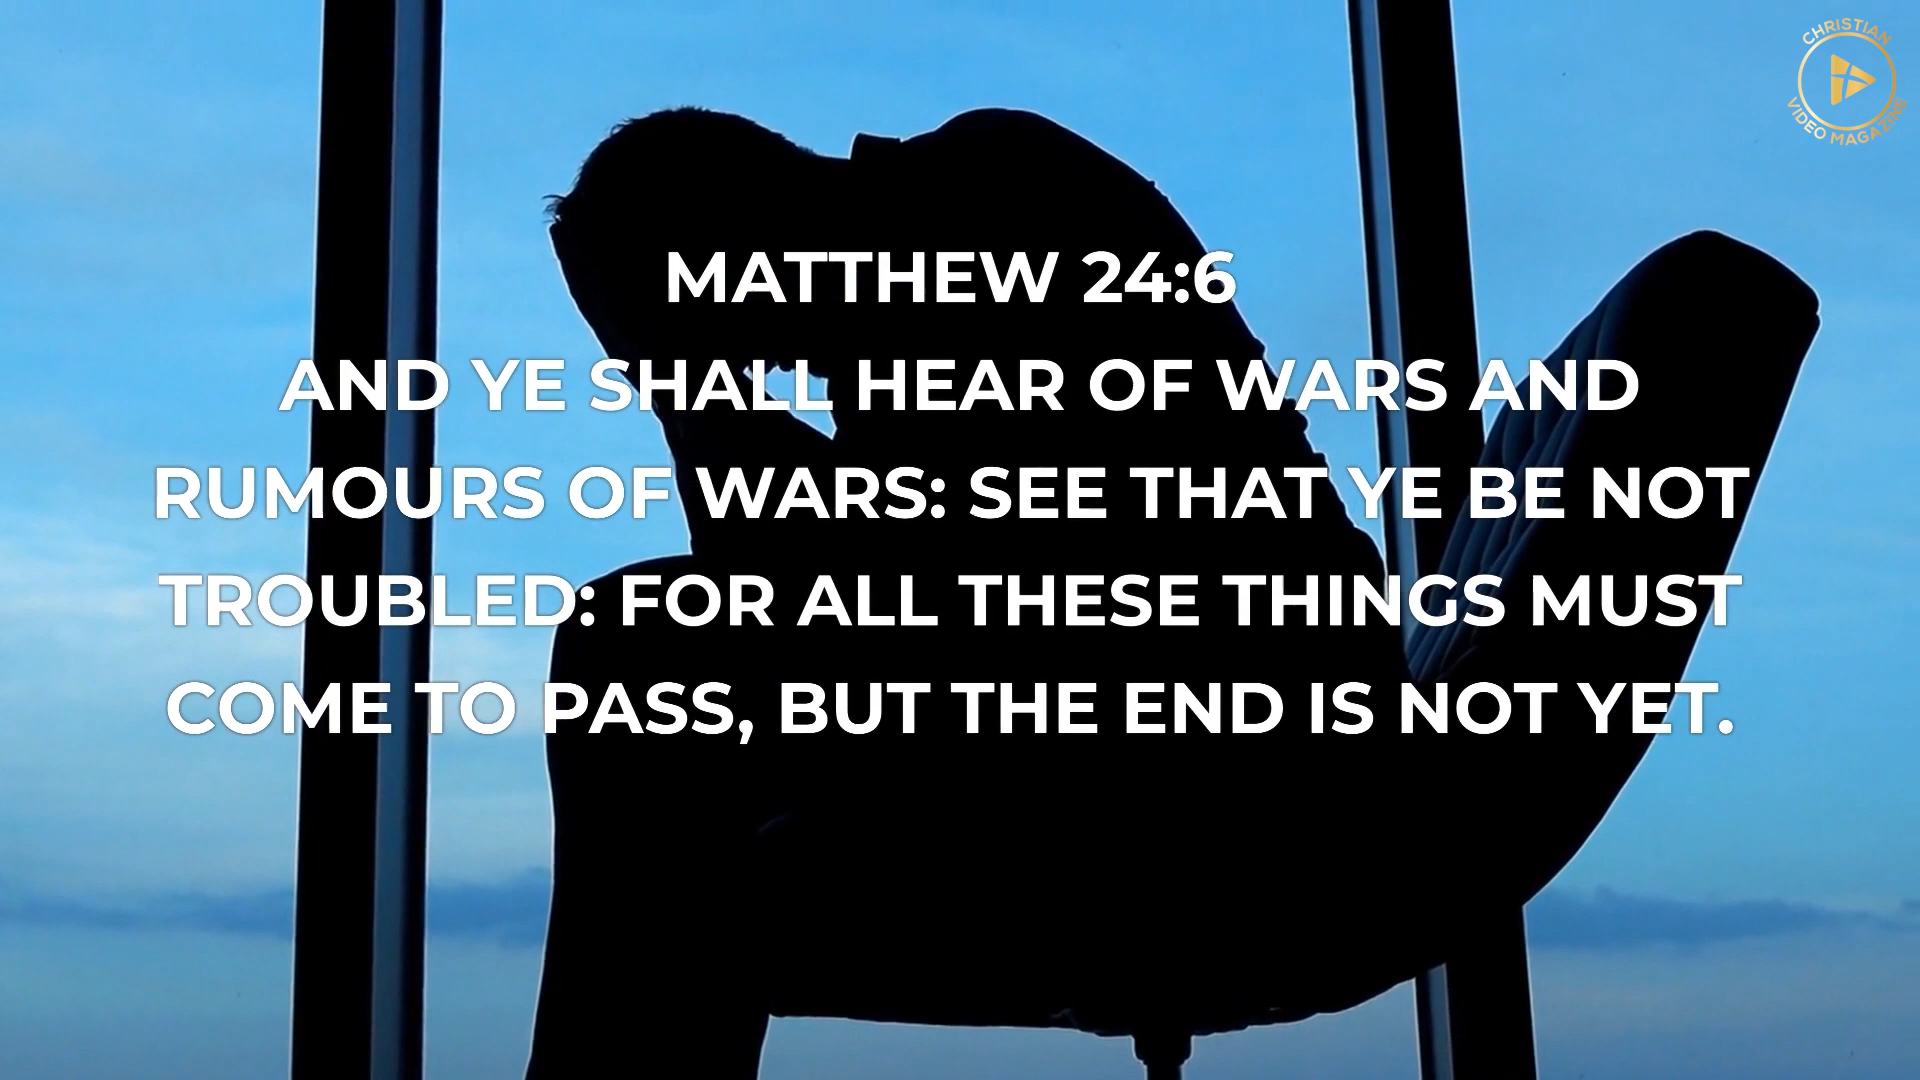 CHRISTIAN
VIDEO MAGAZINE
MATTHEW 24:6
AND YE SHALL HEAR OF WARS AND
RUMOURS OF WARS: SEE THAT YE BE NOT
TROUBLED: FOR ALL THESE THINGS MUST
COME TO PASS, BUT THE END IS NOT YET.